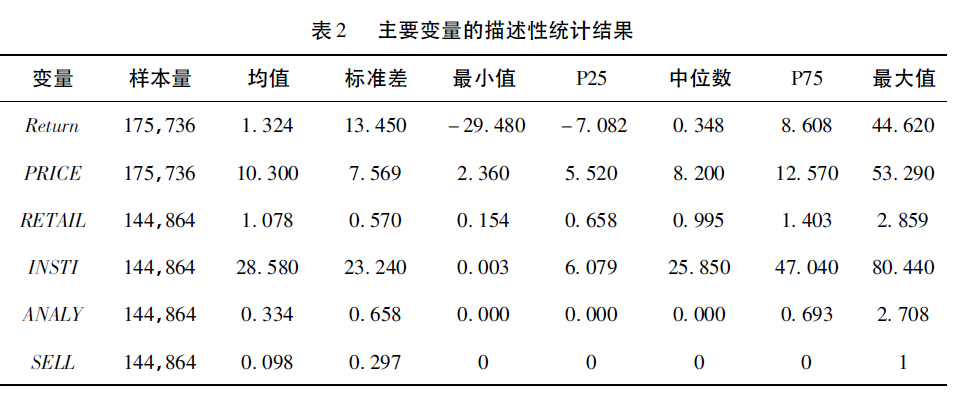 表 2 主要变量的描述性统计结果
变量 样本量 均值 标准差 最小值 P25 中位数 P75 最大值
Return 175,736 1.324 13.450 -29.480 -7.082 0.348 8.608 44.620
PRICE 175,736 10.300 7.569 2.360 5.520 8.200 12.570 53.290
RETAIL 144,864 1.078 0.570 0.154 0.658 0.995 1.403 2.859
INSTI 144,864 28.580 23.240 0.003 6.079 25.850 47.040 80.440
ANALY 144,864 0.334 0.658 0.000 0.000 0.000 0.693 2.708
SELL 144,864 0.098 0.297 0 0 0 0 1